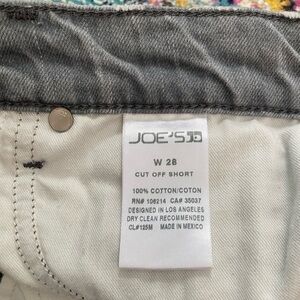 JOE'S
W 28
CUT OFF SHORT
100% COTTON/COTON
RN# 106214 CA# 35037
DESIGNED IN LOS ANGELES
DRY CLEAN RECOMMENDED
CL#125M MADE IN MEXICO